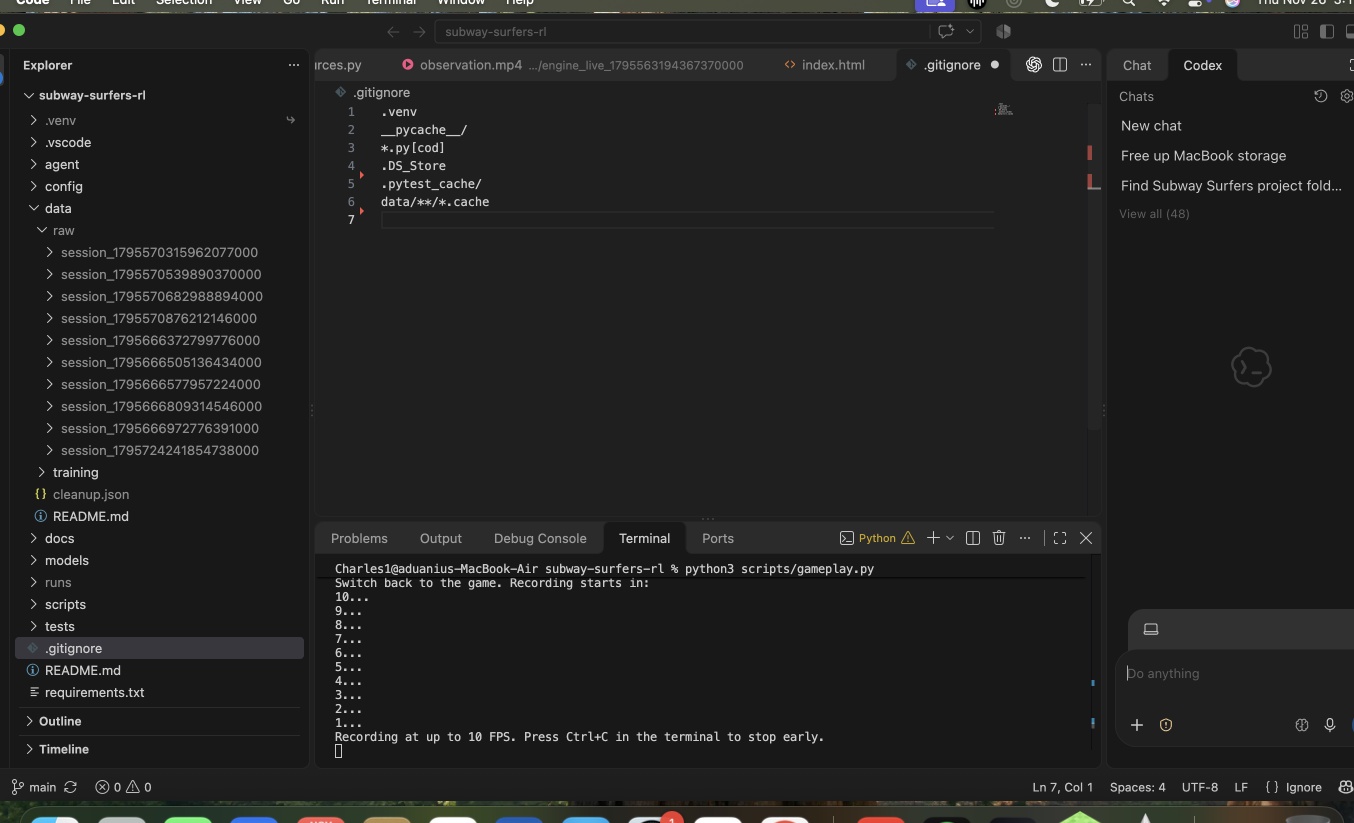 Code File Edit Selection View Go Run Terminal Window Help
Thu Nov 26
subway-surfers-rl
Explorer
subway-surfers-rl
.venv
.vscode
agent
config
data
raw
session_1795570315962077000
session_1795570539890370000
session_1795570682988894000
session_1795570876212146000
session_1795666372799776000
session_1795666505136434000
session_1795666577957224000
session_1795666809314546000
session_1795666972776391000
session_1795724241854738000
training
{} cleanup.json
README.md
docs
models
runs
scripts
tests
.gitignore
README.md
requirements.txt
Outline
Timeline
rces.py
observation.mp4 .../engine_live_1795563194367370000
<> index.html
.gitignore
.gitignore
1 .venv
2 __pycache__/
3 *.py[cod]
4 .DS_Store
5 .pytest_cache/
6 data/**/*.cache
7
Problems Output Debug Console Terminal Ports
Python
Charles1@aduanius-MacBook-Air subway-surfers-rl % python3 scripts/gameplay.py
Switch back to the game. Recording starts in:
10...
9...
8...
7...
6...
5...
4...
3...
2...
1...
Recording at up to 10 FPS. Press Ctrl+C in the terminal to stop early.
Chat Codex
Chats
New chat
Free up MacBook storage
Find Subway Surfers project fold...
View all (48)
Do anything
main
0 0
Ln 7, Col 1 Spaces: 4 UTF-8 LF {} Ignore
1